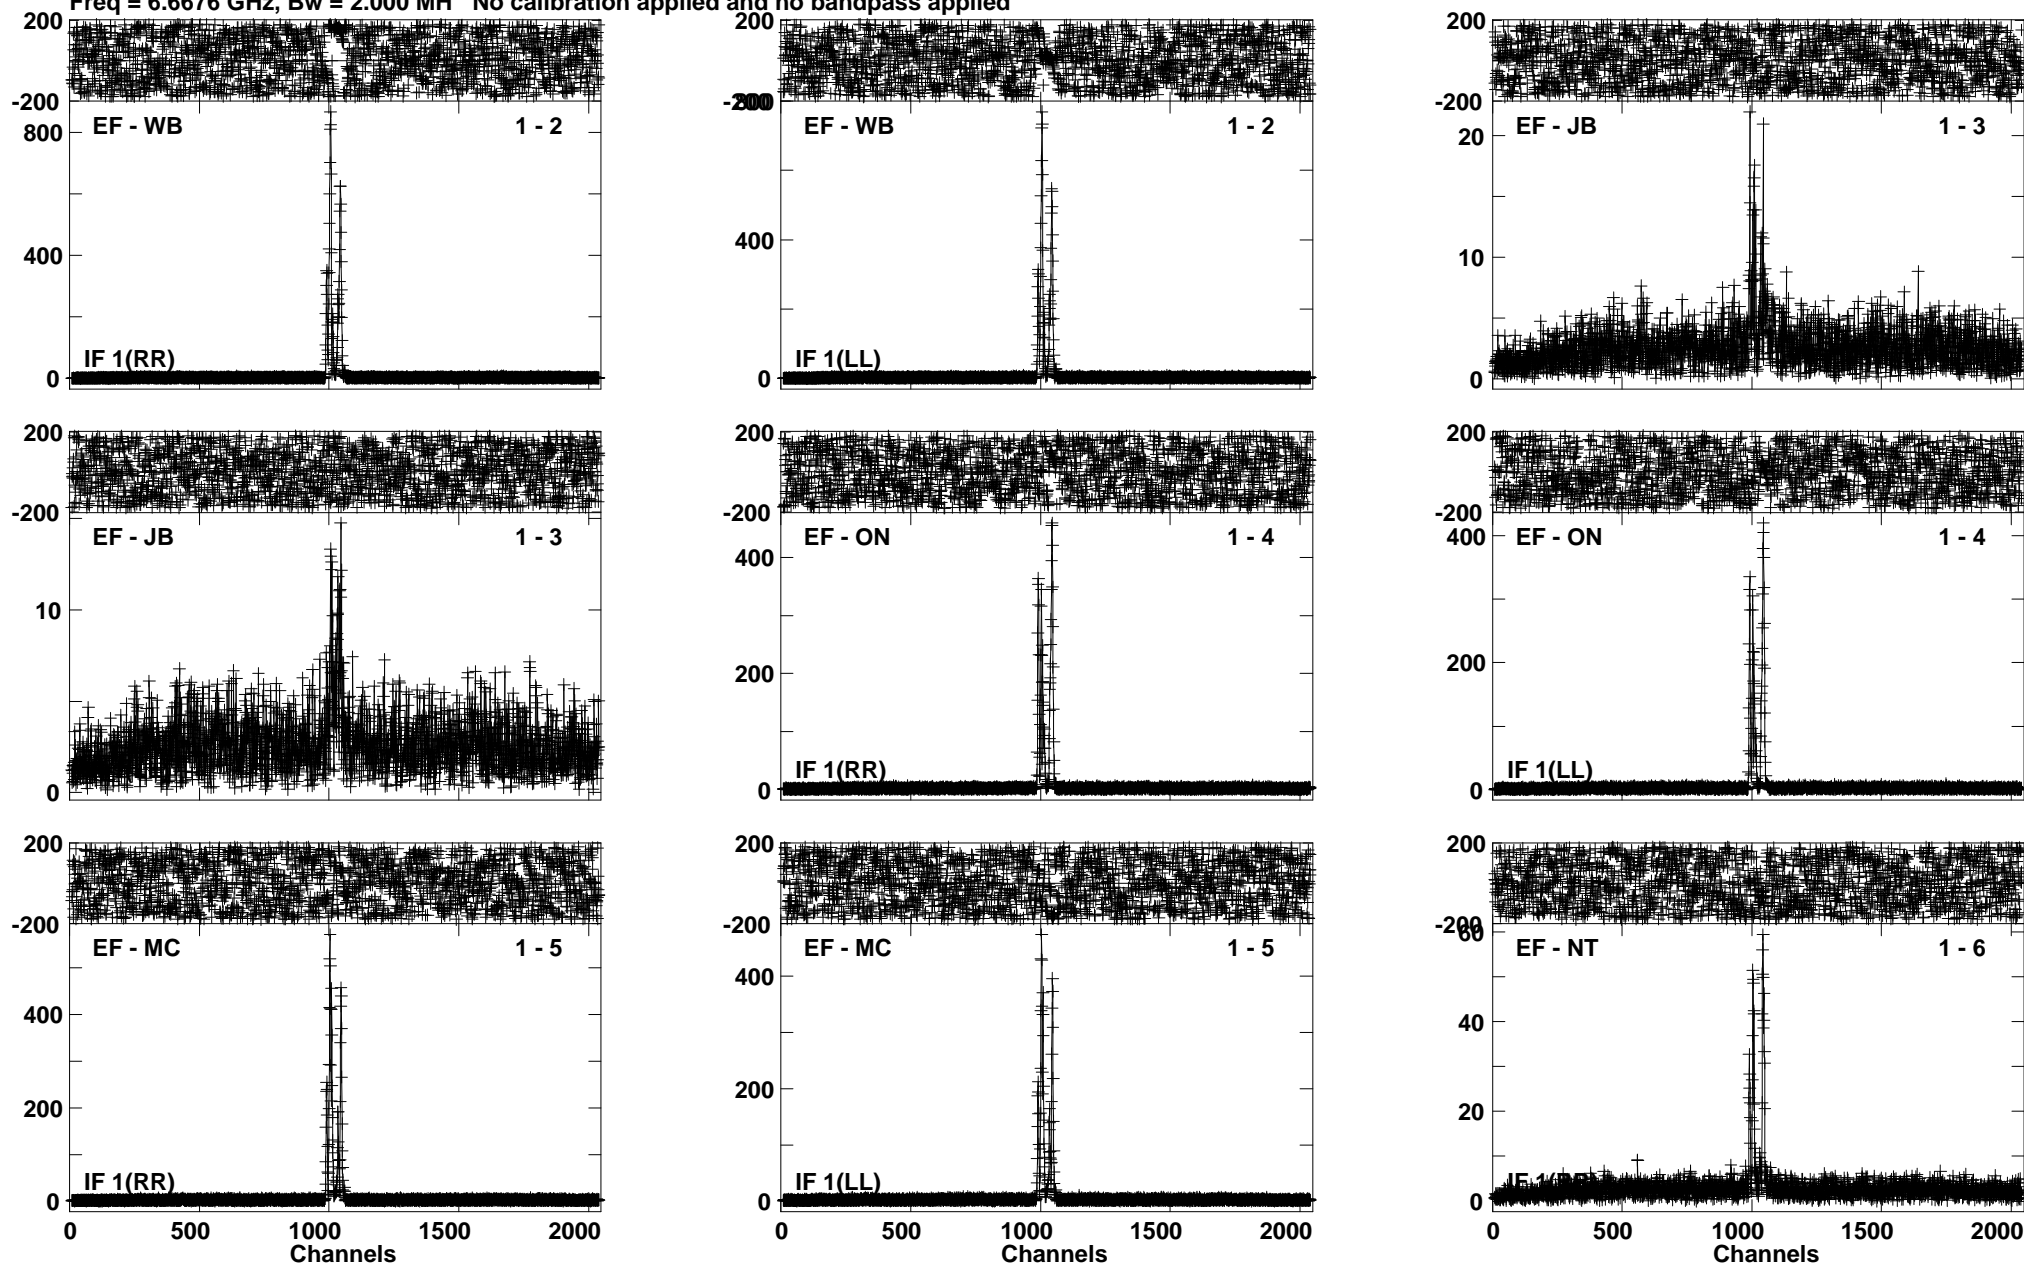 Freq = 6.6676 GHz, Bw = 2.000 MH No calibration applied and no bandpass applied
200 200 200
-200 -200 -200
800 800 20
EF - WB 1 - 2 EF - WB 1 - 2 EF - JB 1 - 3
400 400 10
IF 1(RR) IF 1(LL)
0 0 0
200 200 200
-200 -200 -200
EF - JB 1 - 3 EF - ON 1 - 4 EF - ON 1 - 4
10 400 400
200 200
IF 1(RR) IF 1(LL)
0 0 0
200 200 200
-200 -200 -200
60
EF - MC 1 - 5 EF - MC 1 - 5 EF - NT 1 - 6
400 400 40
200 200 20
IF 1(RR) IF 1(LL) IF 1(RR)
0 0 0
0 500 1000 1500 2000 0 500 1000 1500 2000 0 500 1000 1500 2000
Channels Channels Channels